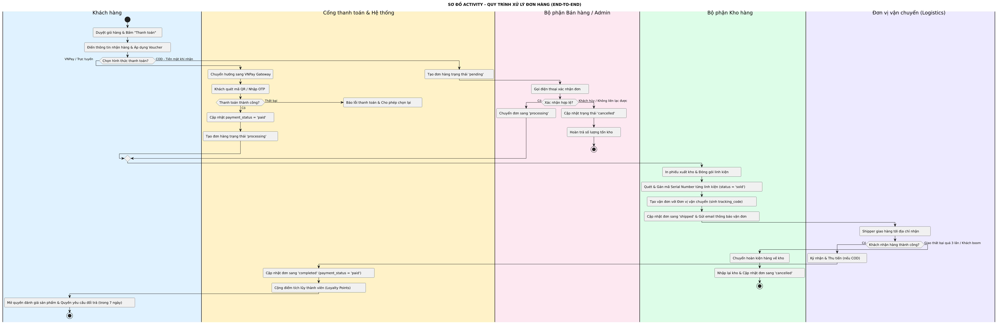 SƠ ĐỒ ACTIVITY - QUY TRÌNH XỬ LÝ ĐƠN HÀNG (END-TO-END)
Khách hàng
Cổng thanh toán & Hệ thống
Bộ phận Bán hàng / Admin
Bộ phận Kho hàng
Đơn vị vận chuyển (Logistics)
Duyệt giỏ hàng & Bấm "Thanh toán"
Điền thông tin nhận hàng & Áp dụng Voucher
VNPay / Trực tuyến
Chọn hình thức thanh toán?
COD - Tiền mặt khi nhận
Chuyển hướng sang VNPay Gateway
Tạo đơn hàng trạng thái 'pending'
Khách quét mã QR / Nhập OTP
Gọi điện thoại xác nhận đơn
Thanh toán thành công?
Thất bại
Báo lỗi thanh toán & Cho phép chọn lại
Có
Xác nhận hợp lệ?
Khách hủy / Không liên lạc được
Có
Chuyển đơn sang 'processing'
Cập nhật trạng thái 'cancelled'
Cập nhật payment_status = 'paid'
Hoàn trả số lượng tồn kho
Tạo đơn hàng trạng thái 'processing'
In phiếu xuất kho & Đóng gói linh kiện
Quét & Gán mã Serial Number từng linh kiện (status = 'sold')
Tạo vận đơn với Đơn vị vận chuyển (sinh tracking_code)
Cập nhật đơn sang 'shipped' & Gửi email thông báo vận đơn
Shipper giao hàng tới địa chỉ nhận
Có
Khách nhận hàng thành công?
Giao thất bại quá 3 lần / Khách boom
Chuyển hoàn kiện hàng về kho
Ký nhận & Thu tiền (nếu COD)
Cập nhật đơn sang 'completed' (payment_status = 'paid')
Nhập lại kho & Cập nhật đơn sang 'cancelled'
Cộng điểm tích lũy thành viên (Loyalty Points)
Mở quyền đánh giá sản phẩm & Quyền yêu cầu đổi trả (trong 7 ngày)